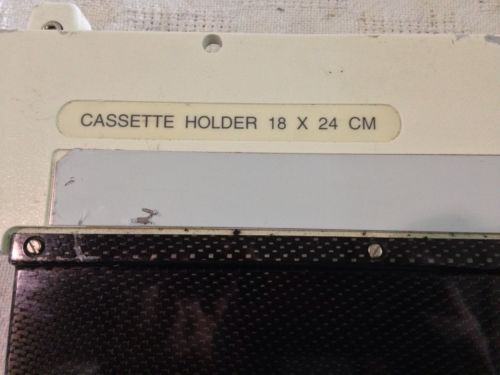 CASSETTE HOLDER 18 X 24 CM